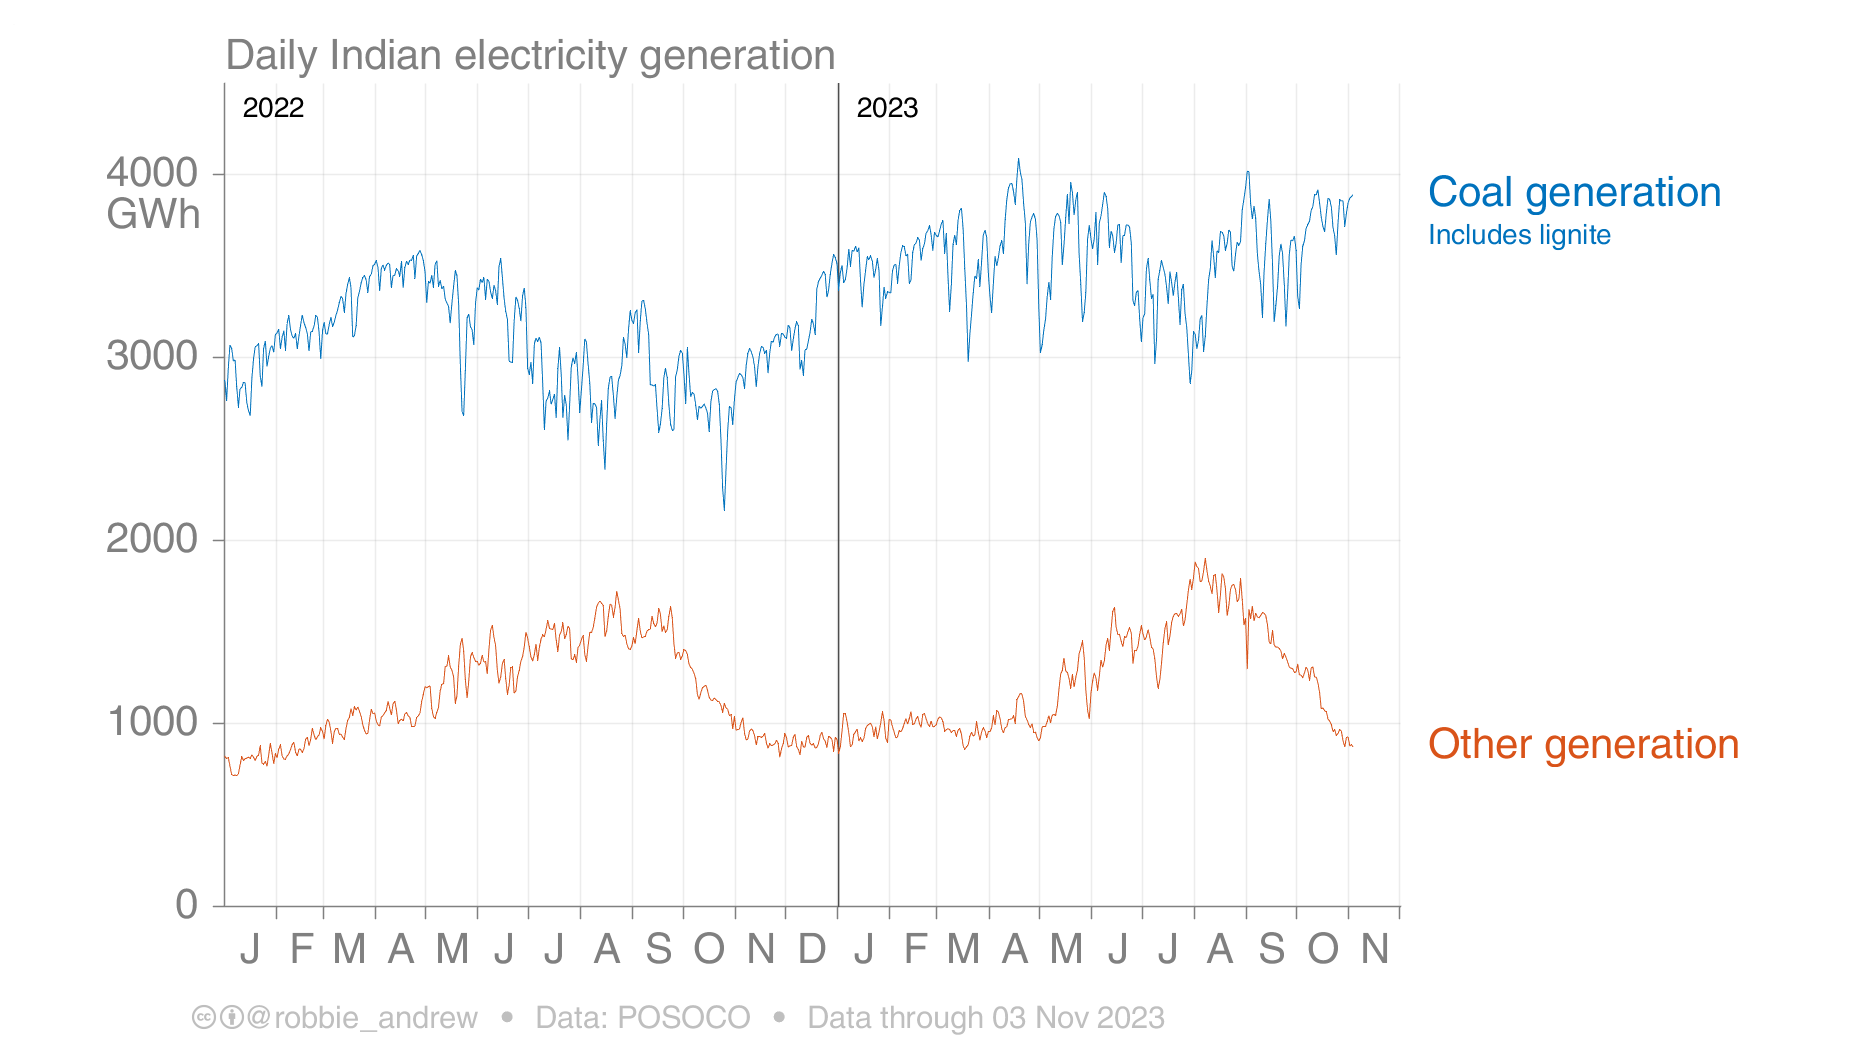 Daily Indian electricity generation
2022
2023
4000
GWh
3000
2000
1000
0
Coal generation
Includes lignite
Other generation
J F M A M J J A S O N D J F M A M J J A S O N
cc @robbie_andrew • Data: POSOCO • Data through 03 Nov 2023